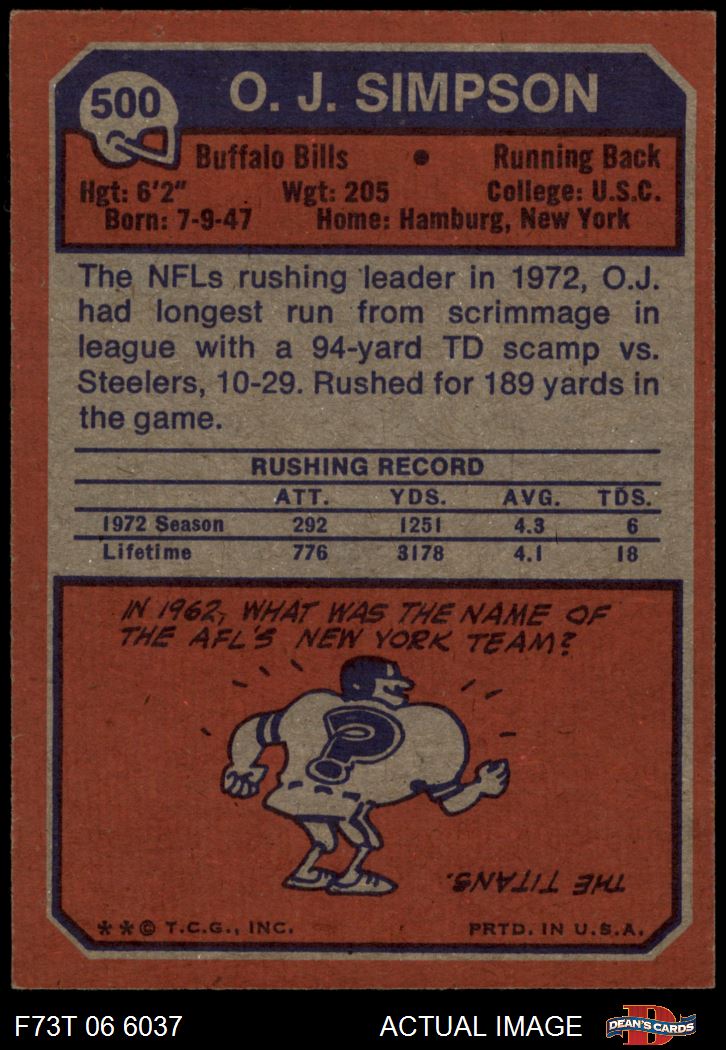 500
O. J. SIMPSON
Buffalo Bills • Running Back
Hgt: 6'2" Wgt: 205 College: U.S.C.
Born: 7-9-47 Home: Hamburg, New York
The NFLs rushing leader in 1972, O.J.
had longest run from scrimmage in
league with a 94-yard TD scamp vs.
Steelers, 10-29. Rushed for 189 yards in
the game.
RUSHING RECORD
ATT. YDS. AVG. TDS.
1972 Season 292 1251 4.3 6
Lifetime 776 3178 4.1 18
IN 1962, WHAT WAS THE NAME OF
THE AFL'S NEW YORK TEAM?
?
THE TITANS.
**© T.C.G., INC. PRTD. IN U.S.A.
F73T 06 6037 ACTUAL IMAGE D DEAN'S CARDS